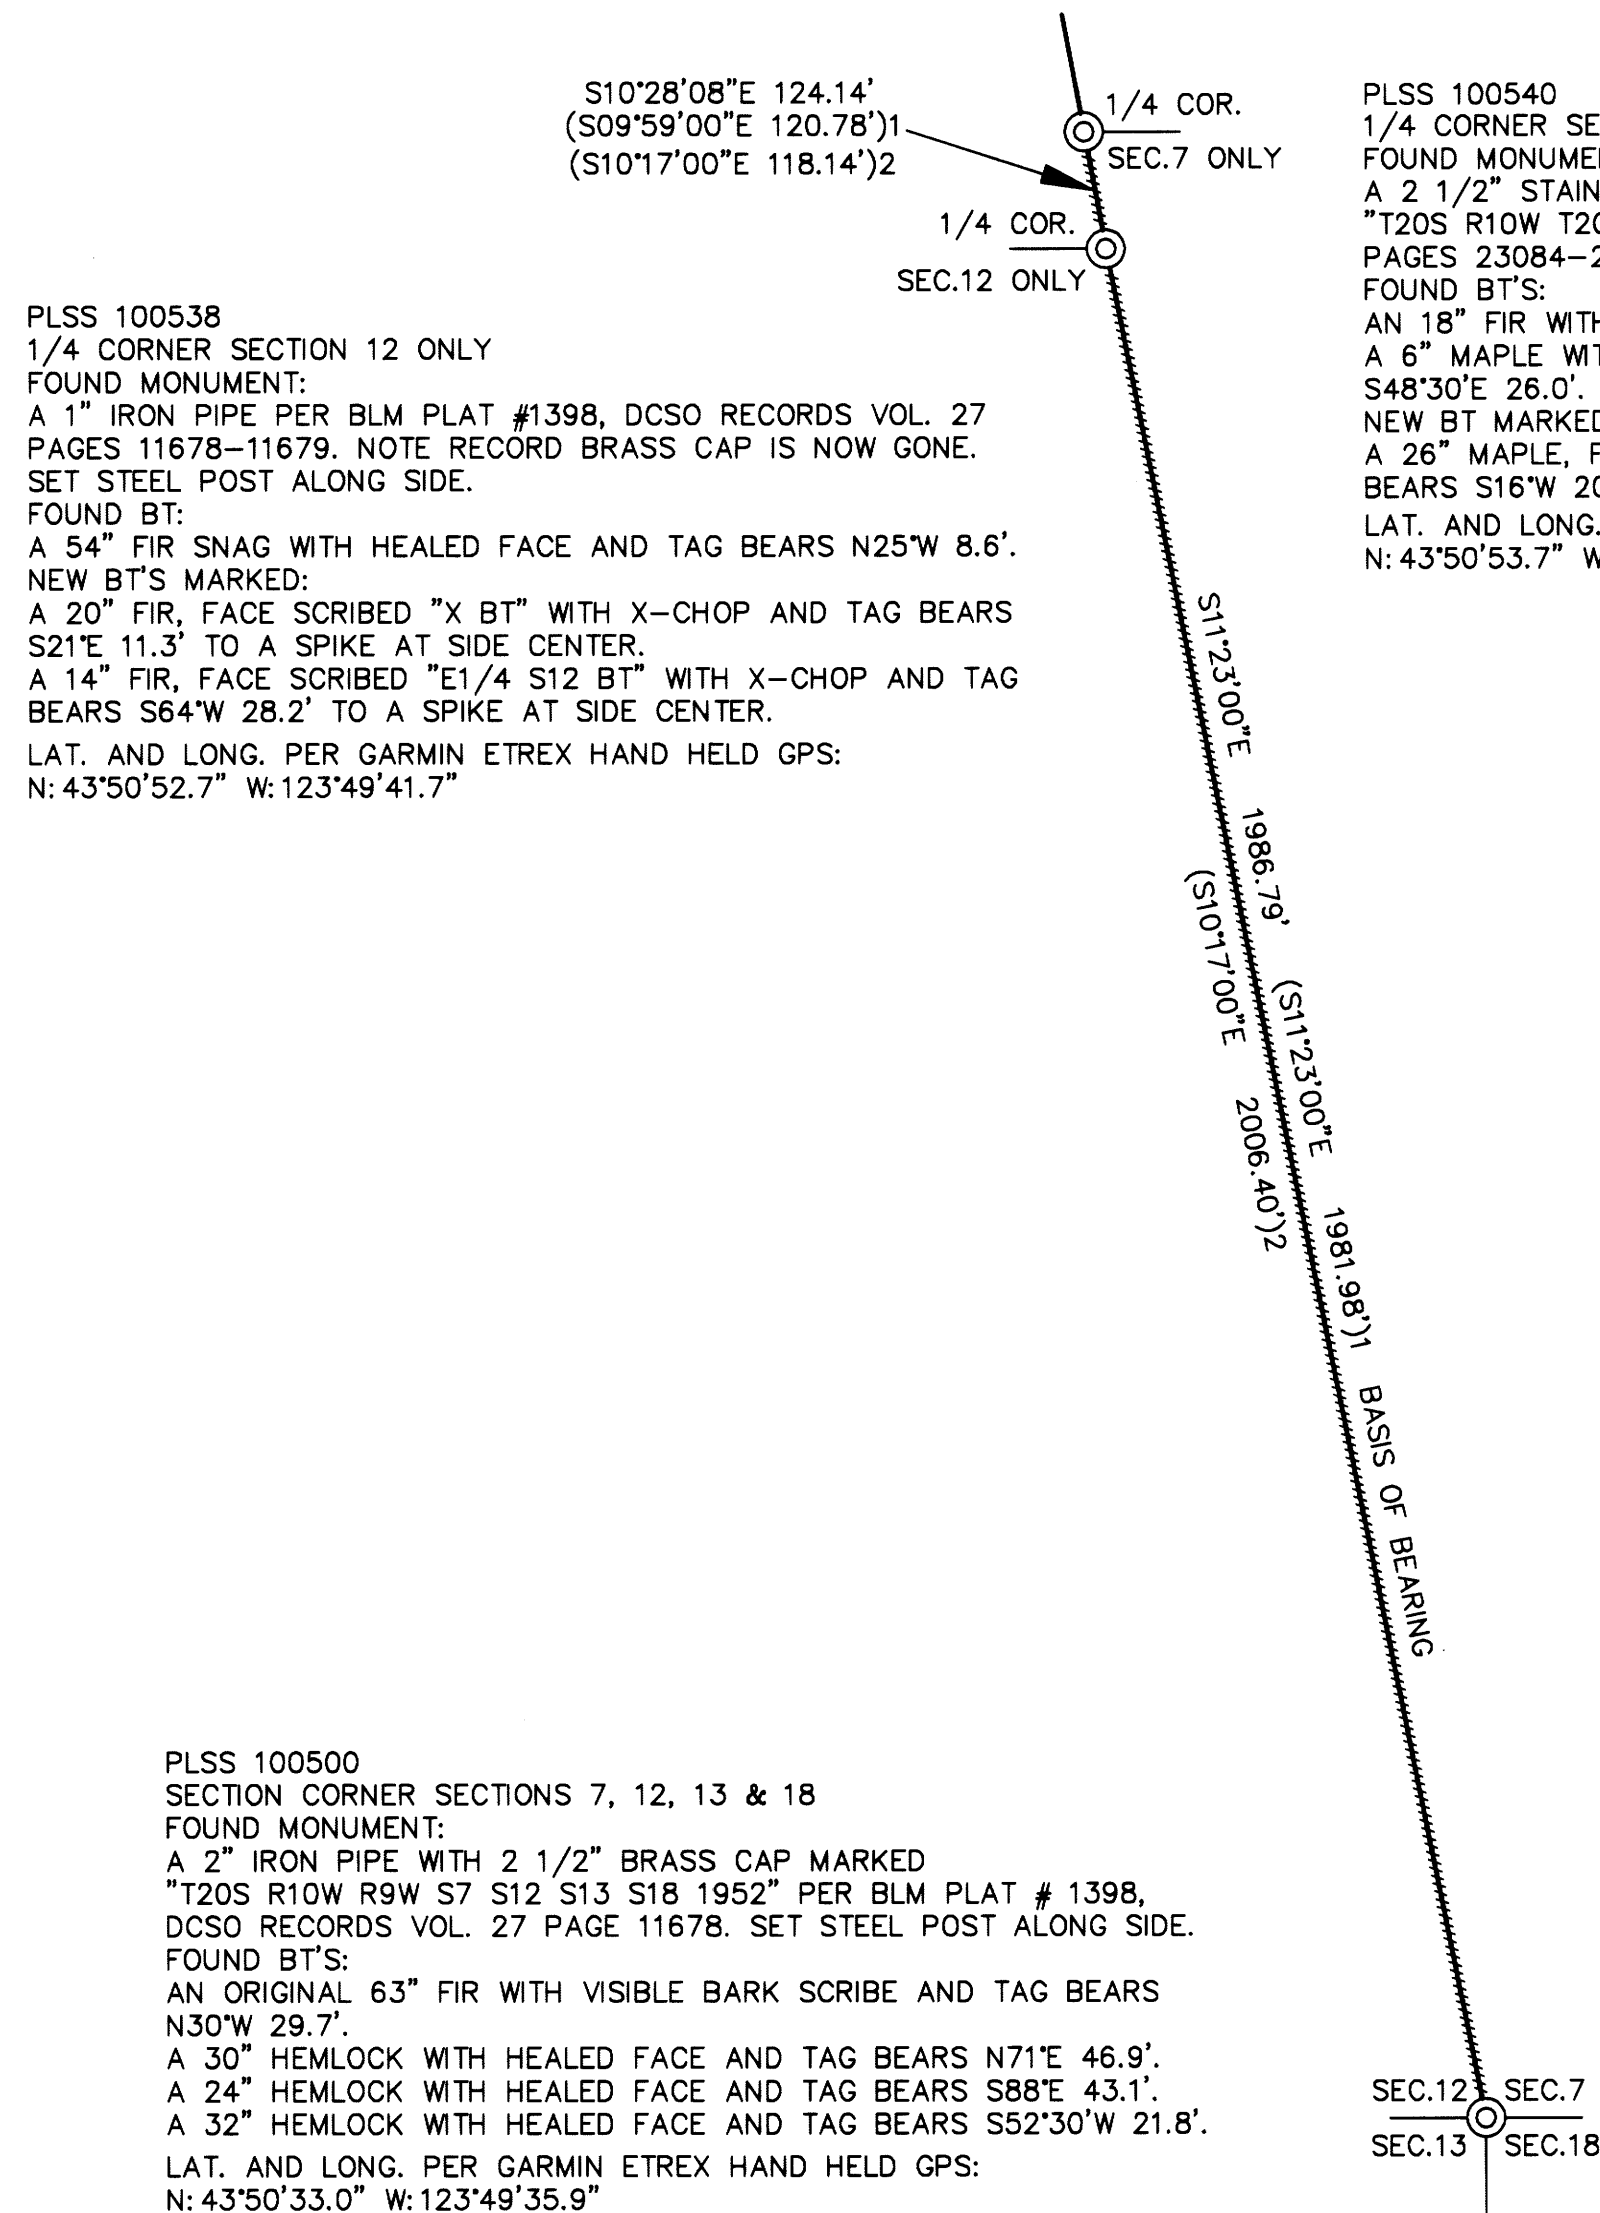 S10°28'08"E 124.14'
(S09°59'00"E 120.78')1
(S10°17'00"E 118.14')2
1/4 COR.
SEC.7 ONLY
1/4 COR.
SEC.12 ONLY
PLSS 100540
1/4 CORNER SE
FOUND MONUME
A 2 1/2" STAIN
"T20S R10W T20
PAGES 23084-2
FOUND BT'S:
AN 18" FIR WITH
A 6" MAPLE WIT
S48°30'E 26.0'.
NEW BT MARKED
A 26" MAPLE, F
BEARS S16°W 20
LAT. AND LONG.
N: 43°50'53.7" W
PLSS 100538
1/4 CORNER SECTION 12 ONLY
FOUND MONUMENT:
A 1" IRON PIPE PER BLM PLAT #1398, DCSO RECORDS VOL. 27
PAGES 11678-11679. NOTE RECORD BRASS CAP IS NOW GONE.
SET STEEL POST ALONG SIDE.
FOUND BT:
A 54" FIR SNAG WITH HEALED FACE AND TAG BEARS N25°W 8.6'.
NEW BT'S MARKED:
A 20" FIR, FACE SCRIBED "X BT" WITH X-CHOP AND TAG BEARS
S21°E 11.3' TO A SPIKE AT SIDE CENTER.
A 14" FIR, FACE SCRIBED "E1/4 S12 BT" WITH X-CHOP AND TAG
BEARS S64°W 28.2' TO A SPIKE AT SIDE CENTER.
LAT. AND LONG. PER GARMIN ETREX HAND HELD GPS:
N: 43°50'52.7" W: 123°49'41.7"
S11°23'00"E 1986.79' (S11°23'00"E 1981.98')1 BASIS OF BEARING
(S10°17'00"E 2006.40')2
PLSS 100500
SECTION CORNER SECTIONS 7, 12, 13 & 18
FOUND MONUMENT:
A 2" IRON PIPE WITH 2 1/2" BRASS CAP MARKED
"T20S R10W R9W S7 S12 S13 S18 1952" PER BLM PLAT # 1398,
DCSO RECORDS VOL. 27 PAGE 11678. SET STEEL POST ALONG SIDE.
FOUND BT'S:
AN ORIGINAL 63" FIR WITH VISIBLE BARK SCRIBE AND TAG BEARS
N30°W 29.7'.
A 30" HEMLOCK WITH HEALED FACE AND TAG BEARS N71°E 46.9'.
A 24" HEMLOCK WITH HEALED FACE AND TAG BEARS S88°E 43.1'.
A 32" HEMLOCK WITH HEALED FACE AND TAG BEARS S52°30'W 21.8'.
LAT. AND LONG. PER GARMIN ETREX HAND HELD GPS:
N: 43°50'33.0" W: 123°49'35.9"
SEC.12 SEC.7
SEC.13 SEC.18